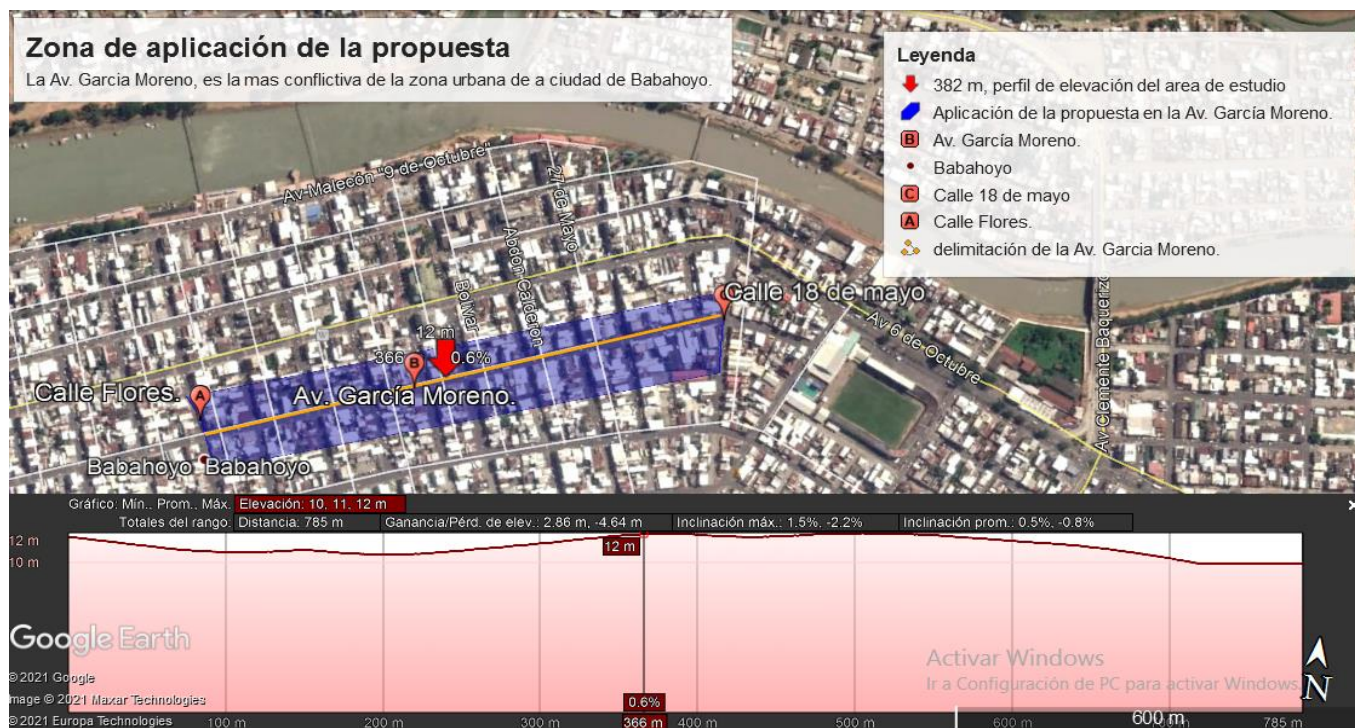 Zona de aplicación de la propuesta
La Av. Garcia Moreno, es la mas conflictiva de la zona urbana de a ciudad de Babahoyo.
Leyenda
382 m, perfil de elevación del area de estudio
Aplicación de la propuesta en la Av. García Moreno.
B Av. García Moreno.
Babahoyo
C Calle 18 de mayo
A Calle Flores.
delimitación de la Av. Garcia Moreno.
Av-Malecón "9 de Octubre"
27 de Mayo
Abdón Calderón
Bolívar
Calle 18 de mayo
Av 6 de Octubre
Av Clemente Baquerizo
12 m
366
0.6%
B
A
Calle Flores.
Av. García Moreno.
Babahoyo Babahoyo
Gráfico: Mín.. Prom.. Máx. Elevación: 10, 11, 12 m
Totales del rango: Distancia: 785 m Ganancia/Pérd. de elev.: 2.86 m, -4.64 m Inclinación máx.: 1.5%, -2.2% Inclinación prom.: 0.5%, -0.8%
12 m
10 m
12 m
Google Earth
© 2021 Google
Image © 2021 Maxar Technologies
© 2021 Europa Technologies
Activar Windows
Ir a Configuración de PC para activar Windows.
N
0.6%
100 m 200 m 300 m 366 m 400 m 500 m 600 m 785 m
600 m